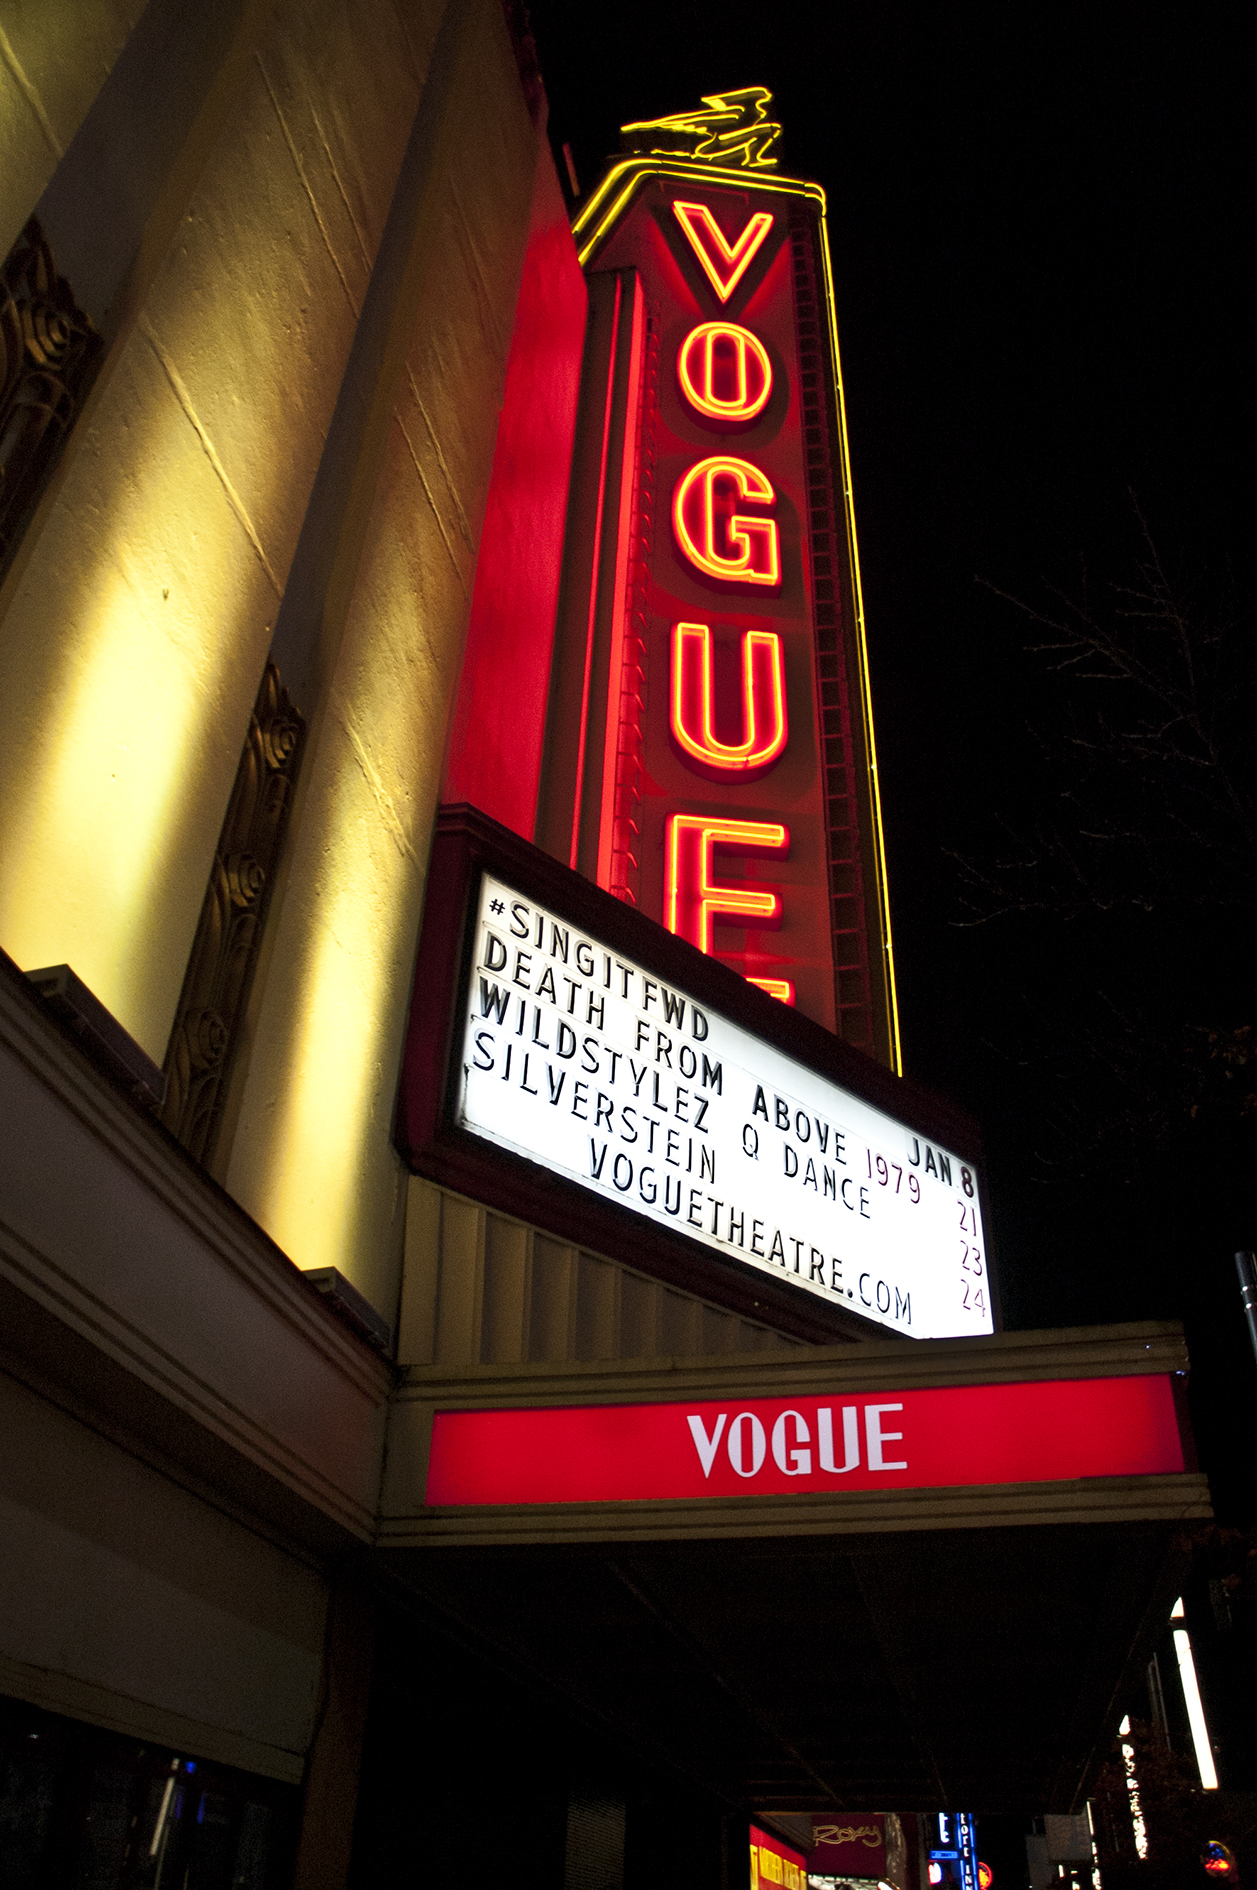 VOGUE
#SINGITFWD JAN 8
DEATH FROM ABOVE 1979 21
WILDSTYLEZ Q DANCE 23
SILVERSTEIN 24
VOGUETHEATRE.COM
VOGUE
Roxy